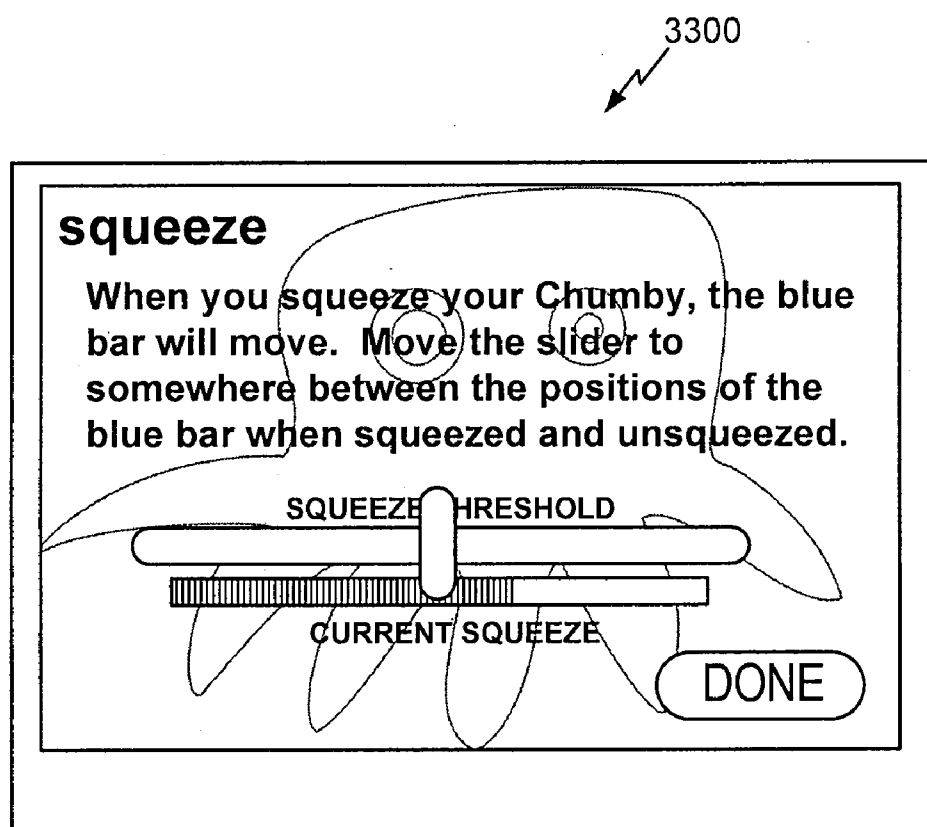 3300
squeeze
When you squeeze your Chumby, the blue
bar will move. Move the slider to
somewhere between the positions of the
blue bar when squeezed and unsqueezed.
SQUEEZE THRESHOLD
CURRENT SQUEEZE
DONE